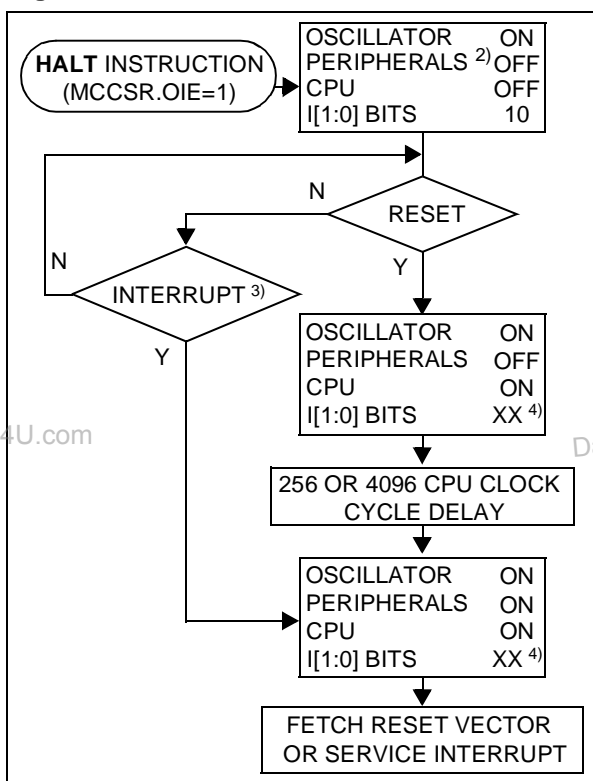 HALT INSTRUCTION
(MCCSR.OIE=1)
OSCILLATOR ON
PERIPHERALS 2) OFF
CPU OFF
I[1:0] BITS 10
N
RESET
Y
N
INTERRUPT 3)
Y
OSCILLATOR ON
PERIPHERALS OFF
CPU ON
I[1:0] BITS XX 4)
4U.com
256 OR 4096 CPU CLOCK
CYCLE DELAY
OSCILLATOR ON
PERIPHERALS ON
CPU ON
I[1:0] BITS XX 4)
FETCH RESET VECTOR
OR SERVICE INTERRUPT